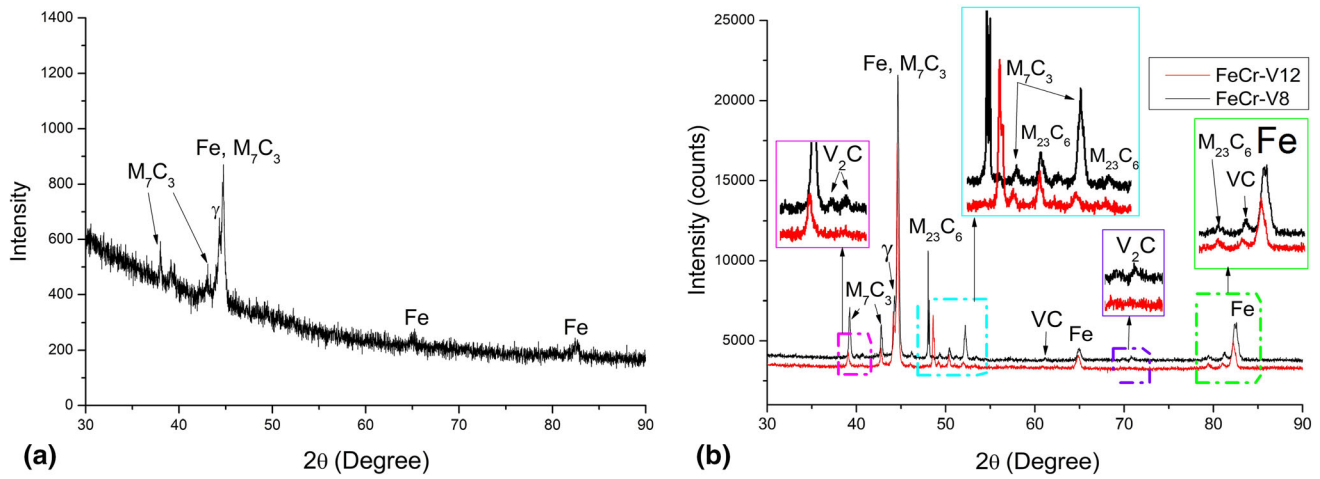 1400
1200
1000
800
600
400
200
0
Intensity
M7C3
Fe, M7C3
γ
Fe
Fe
30 40 50 60 70 80 90
2θ (Degree)
(a)
25000
20000
15000
10000
5000
Intensity (counts)
Fe, M7C3
M7C3
M23C6
M23C6
FeCr-V12
FeCr-V8
V2C
M23C6
VC
Fe
γ
M23C6
M7C3
V2C
VC
Fe
Fe
30 40 50 60 70 80 90
2θ (Degree)
(b)